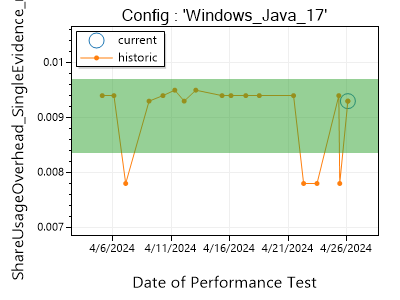 Config : 'Windows_Java_17'
current
historic
ShareUsageOverhead_SingleEvidence_
0.01
0.009
0.008
0.007
4/6/2024
4/11/2024
4/16/2024
4/21/2024
4/26/2024
Date of Performance Test